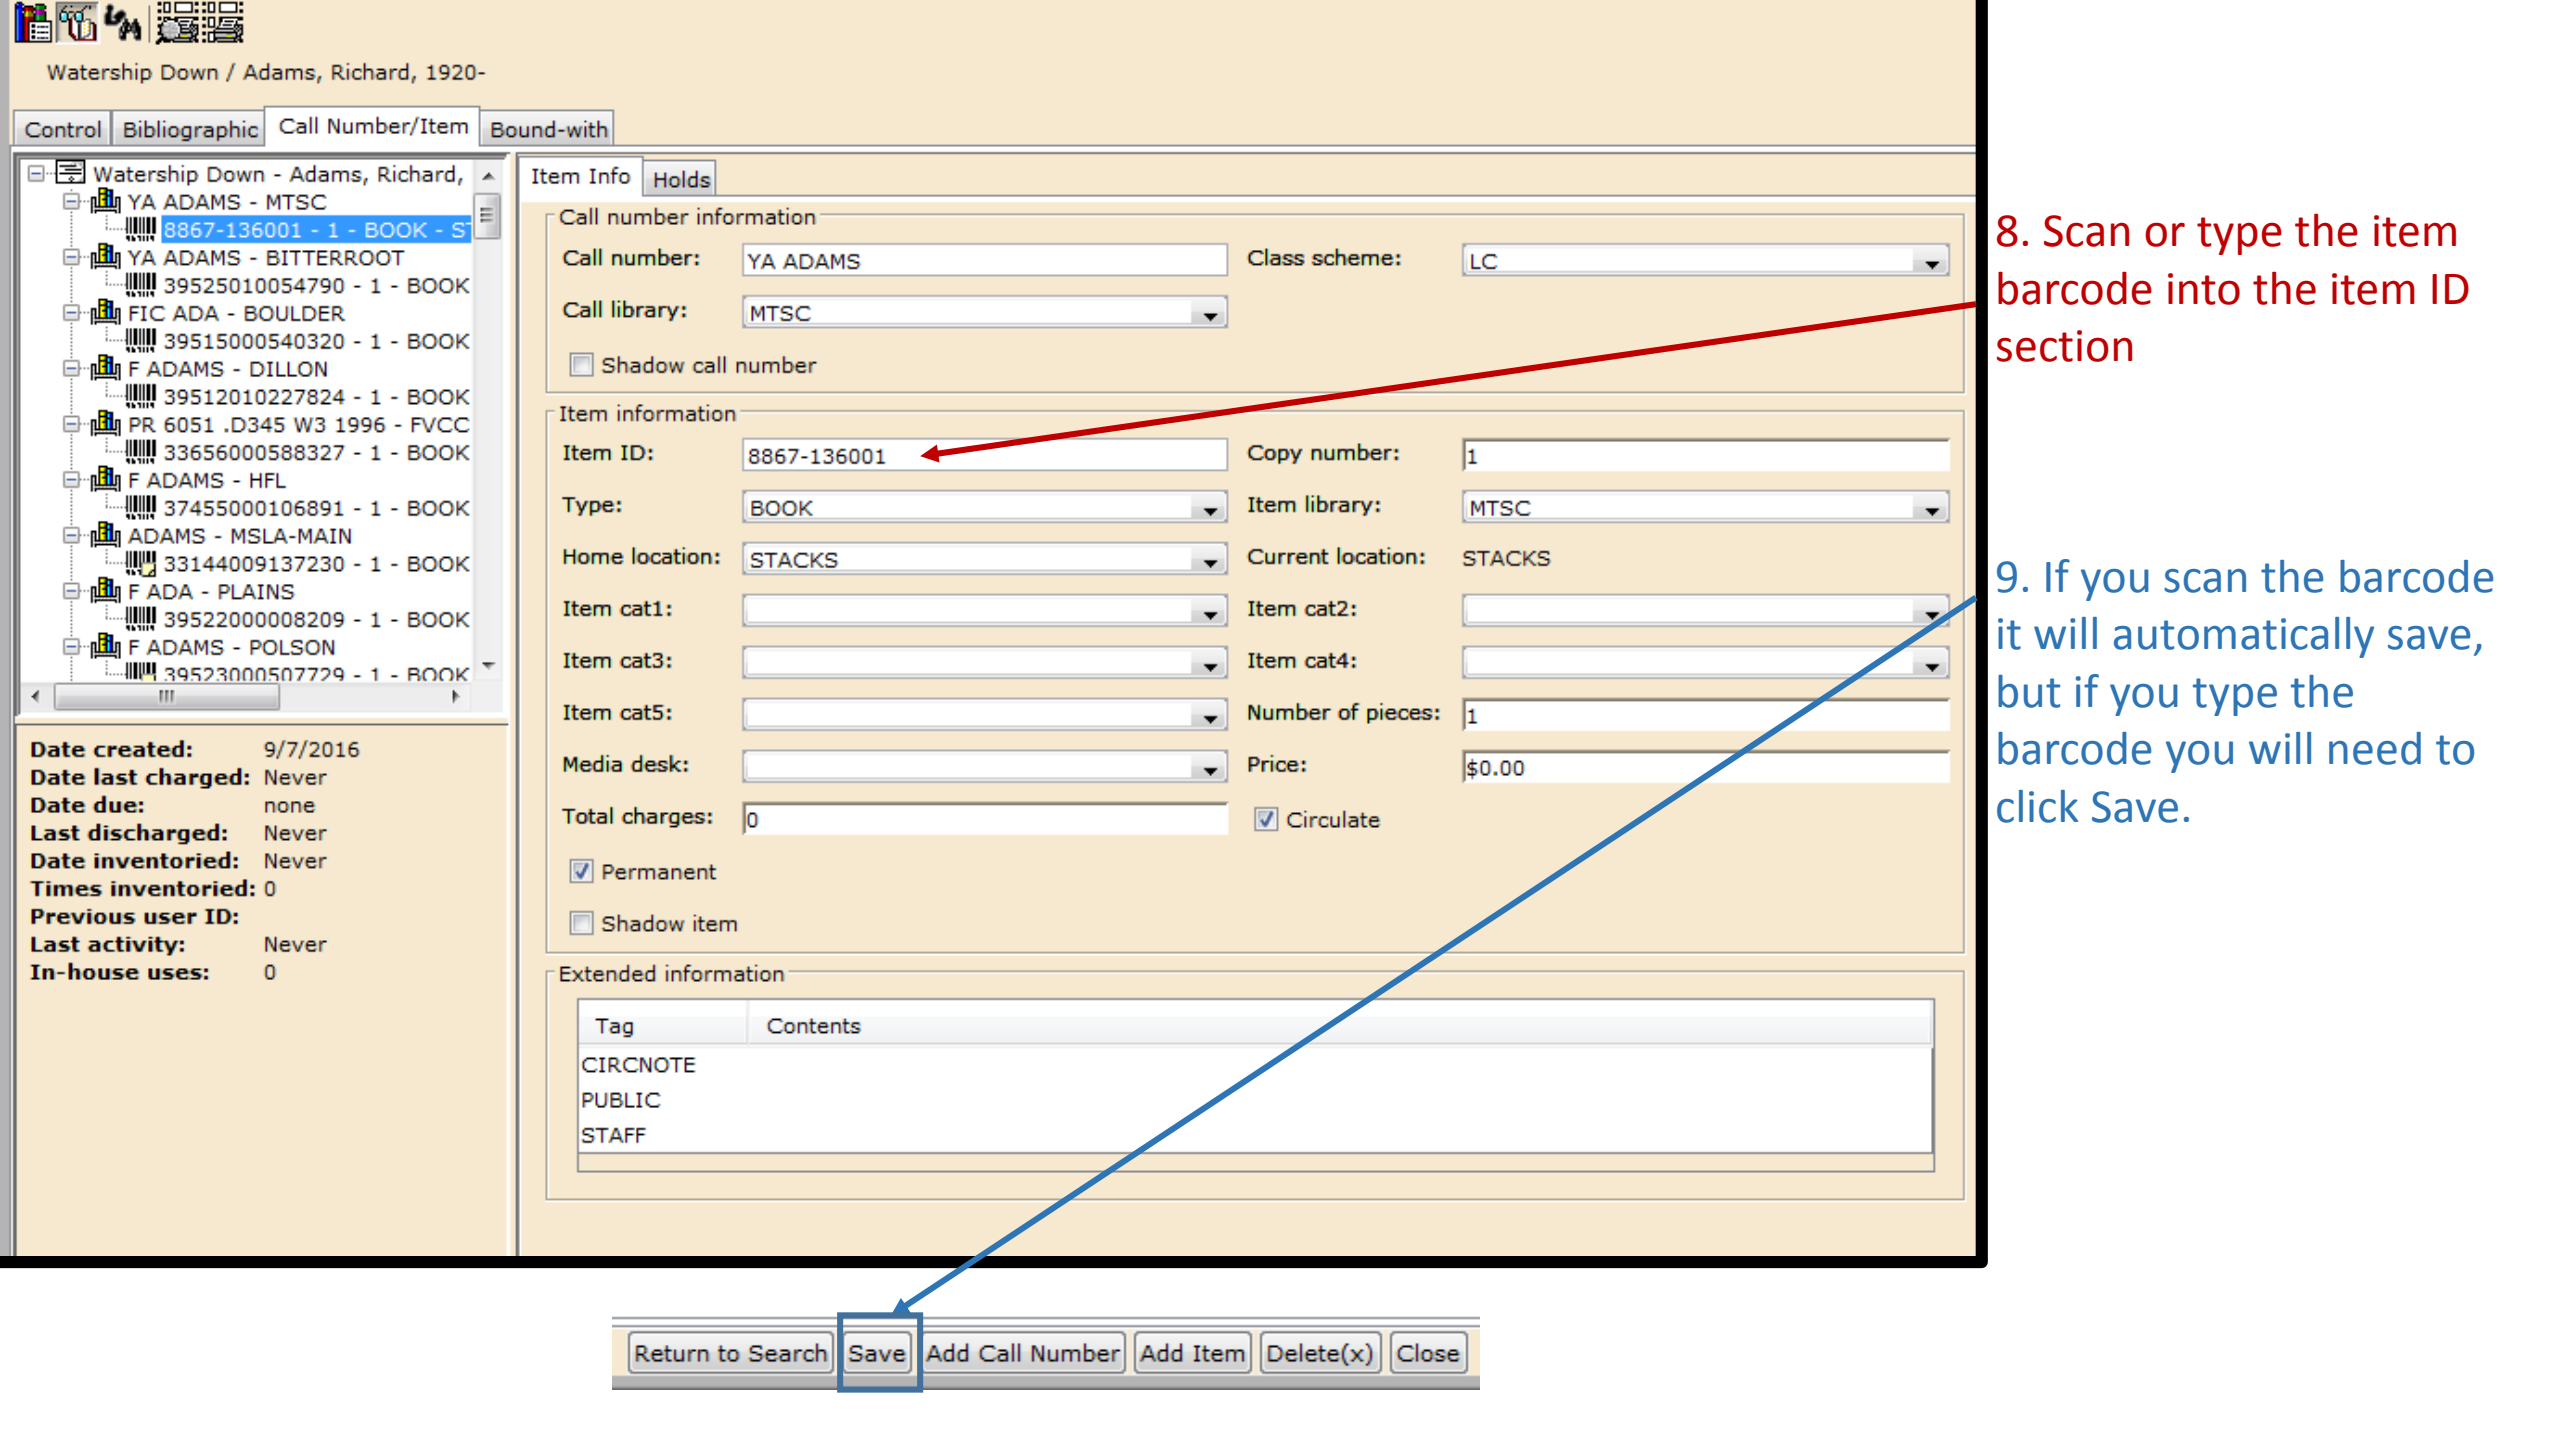 Watership Down / Adams, Richard, 1920-
Control Bibliographic Call Number/Item Bound-with
Watership Down - Adams, Richard,
YA ADAMS - MTSC
8867-136001 - 1 - BOOK - ST
YA ADAMS - BITTERROOT
39525010054790 - 1 - BOOK
FIC ADA - BOULDER
39515000540320 - 1 - BOOK
F ADAMS - DILLON
39512010227824 - 1 - BOOK
PR 6051 .D345 W3 1996 - FVCC
33656000588327 - 1 - BOOK
F ADAMS - HFL
37455000106891 - 1 - BOOK
ADAMS - MSLA-MAIN
33144009137230 - 1 - BOOK
F ADA - PLAINS
39522000008209 - 1 - BOOK
F ADAMS - POLSON
39523000507729 - 1 - BOOK
Date created: 9/7/2016
Date last charged: Never
Date due: none
Last discharged: Never
Date inventoried: Never
Times inventoried: 0
Previous user ID:
Last activity: Never
In-house uses: 0
Item Info Holds
Call number information
Call number: YA ADAMS Class scheme: LC
Call library: MTSC
Shadow call number
Item information
Item ID: 8867-136001 Copy number: 1
Type: BOOK Item library: MTSC
Home location: STACKS Current location: STACKS
Item cat1: Item cat2:
Item cat3: Item cat4:
Item cat5: Number of pieces: 1
Media desk: Price: $0.00
Total charges: 0 Circulate
Permanent
Shadow item
Extended information
Tag Contents
CIRCNOTE
PUBLIC
STAFF
8. Scan or type the item
barcode into the item ID
section
9. If you scan the barcode
it will automatically save,
but if you type the
barcode you will need to
click Save.
Return to Search Save Add Call Number Add Item Delete(x) Close